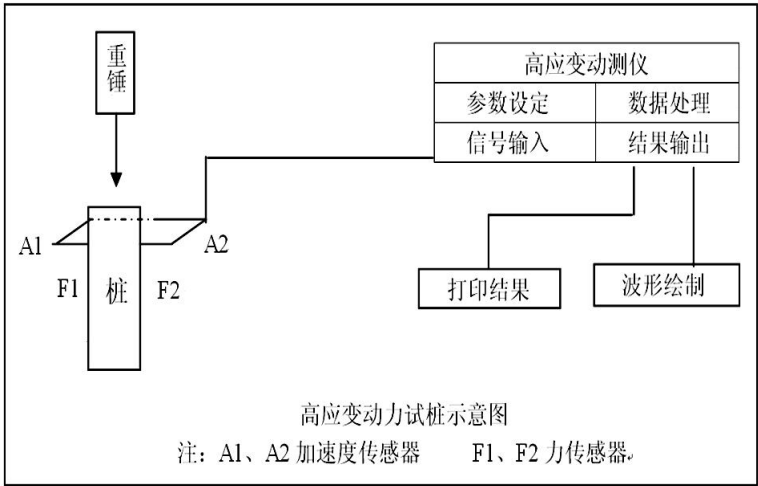 重锤
高应变动测仪
参数设定 数据处理
信号输入 结果输出
A1 A2
F1 桩 F2
打印结果 波形绘制
高应变动力试桩示意图
注：A1、A2 加速度传感器 F1、F2 力传感器